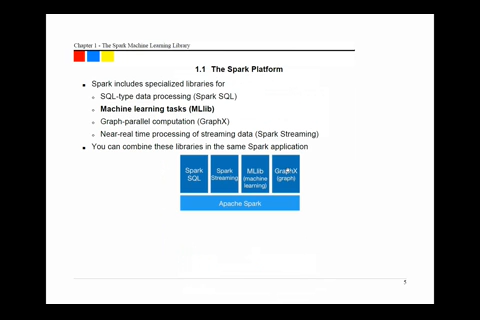 Chapter 1 - The Spark Machine Learning Library
1.1 The Spark Platform
Spark includes specialized libraries for
SQL-type data processing (Spark SQL)
Machine learning tasks (MLlib)
Graph-parallel computation (GraphX)
Near-real time processing of streaming data (Spark Streaming)
You can combine these libraries in the same Spark application
Spark SQL
Spark Streaming
MLlib (machine learning)
GraphX (graph)
Apache Spark
5